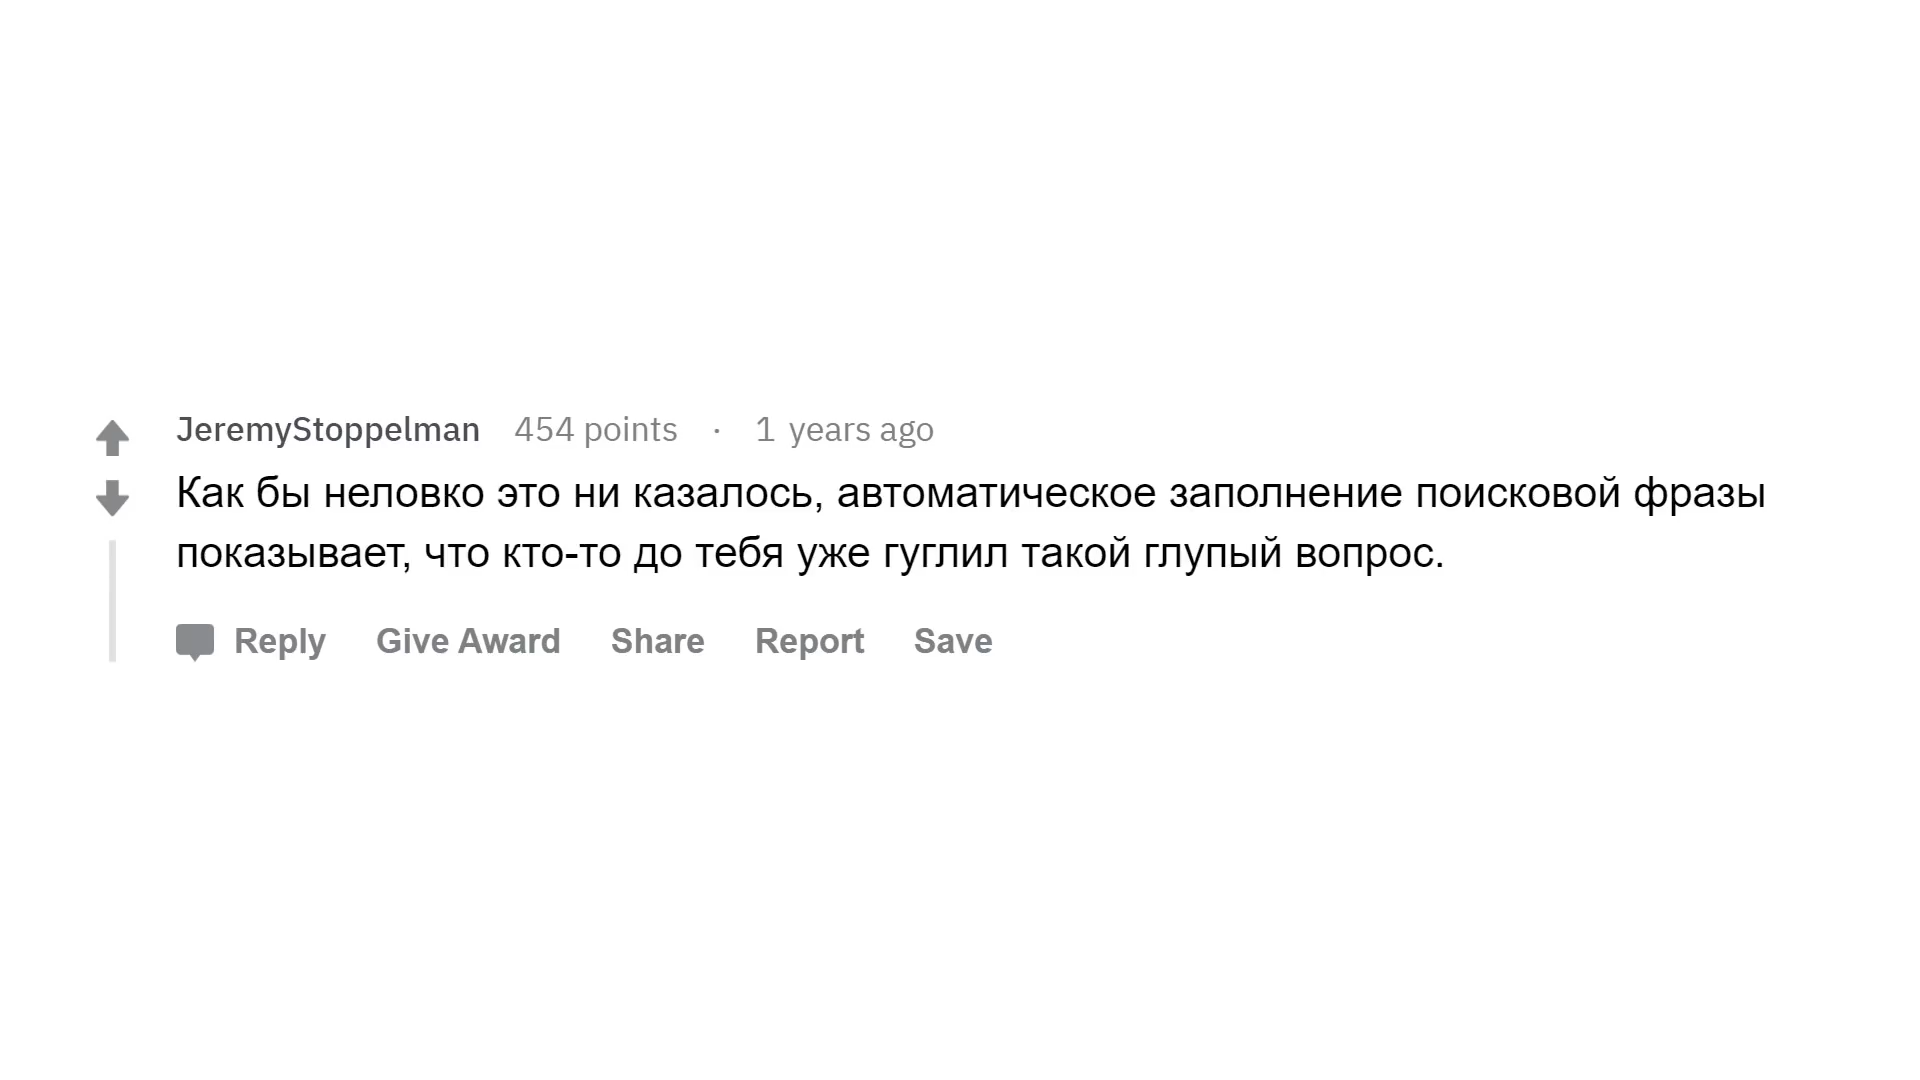 JeremyStoppelman 454 points · 1 years ago
Как бы неловко это ни казалось, автоматическое заполнение поисковой фразы
показывает, что кто-то до тебя уже гуглил такой глупый вопрос.
Reply Give Award Share Report Save